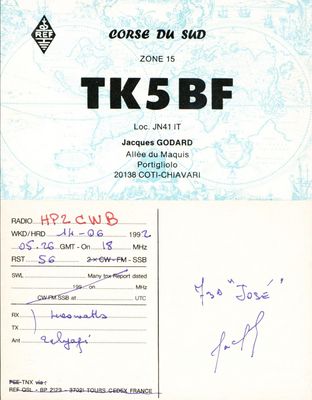 REF
CORSE DU SUD
ZONE 15
TK5BF
Loc. JN41 IT
Jacques GODARD
Allée du Maquis
Portigliolo
20138 COTI-CHIAVARI
RADIO HP2CWB
WKD/HRD 14-06 1992
05.26 GMT - On 18 MHz
RST 56 2 x CW - FM - SSB
SWL Many tnx Report dated
199 on MHz
CW-FM-SSB at UTC
RX
TX
Ant
73 "José"
PSE-TNX via :
REF QSL - BP 2123 - 37021 TOURS CEDEX FRANCE